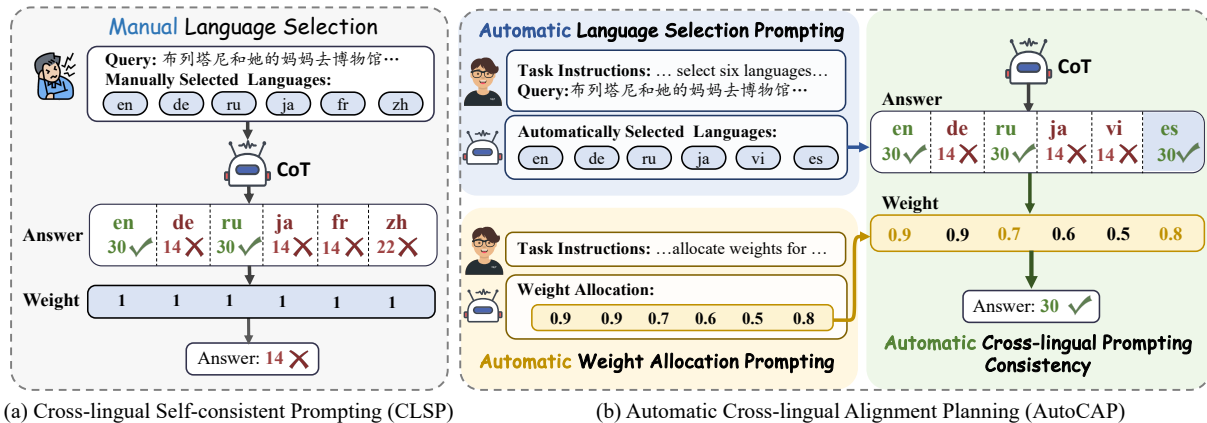 Manual Language Selection
Query: 布列塔尼和她的妈妈去博物馆…
Manually Selected Languages:
en de ru ja fr zh
CoT
Answer
en de ru ja fr zh
30 14 30 14 14 22
Weight
1 1 1 1 1 1
Answer: 14
(a) Cross-lingual Self-consistent Prompting (CLSP)
Automatic Language Selection Prompting
Task Instructions: … select six languages…
Query:布列塔尼和她的妈妈去博物馆…
Automatically Selected Languages:
en de ru ja vi es
Task Instructions: …allocate weights for …
Weight Allocation:
0.9 0.9 0.7 0.6 0.5 0.8
Automatic Weight Allocation Prompting
CoT
Answer
en de ru ja vi es
30 14 30 14 14 30
Weight
0.9 0.9 0.7 0.6 0.5 0.8
Answer: 30
Automatic Cross-lingual Prompting
Consistency
(b) Automatic Cross-lingual Alignment Planning (AutoCAP)